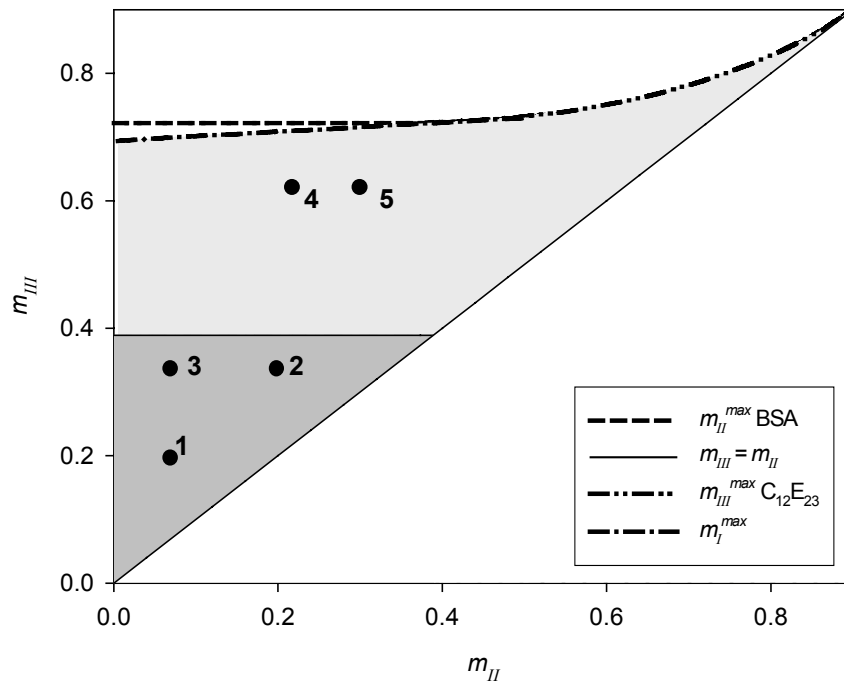 0.8
0.6
0.4
0.2
0.0
m_III
4
5
3
2
1
m_II^max BSA
m_III = m_II
m_III^max C₁₂E₂₃
m_I^max
0.0 0.2 0.4 0.6 0.8
m_II